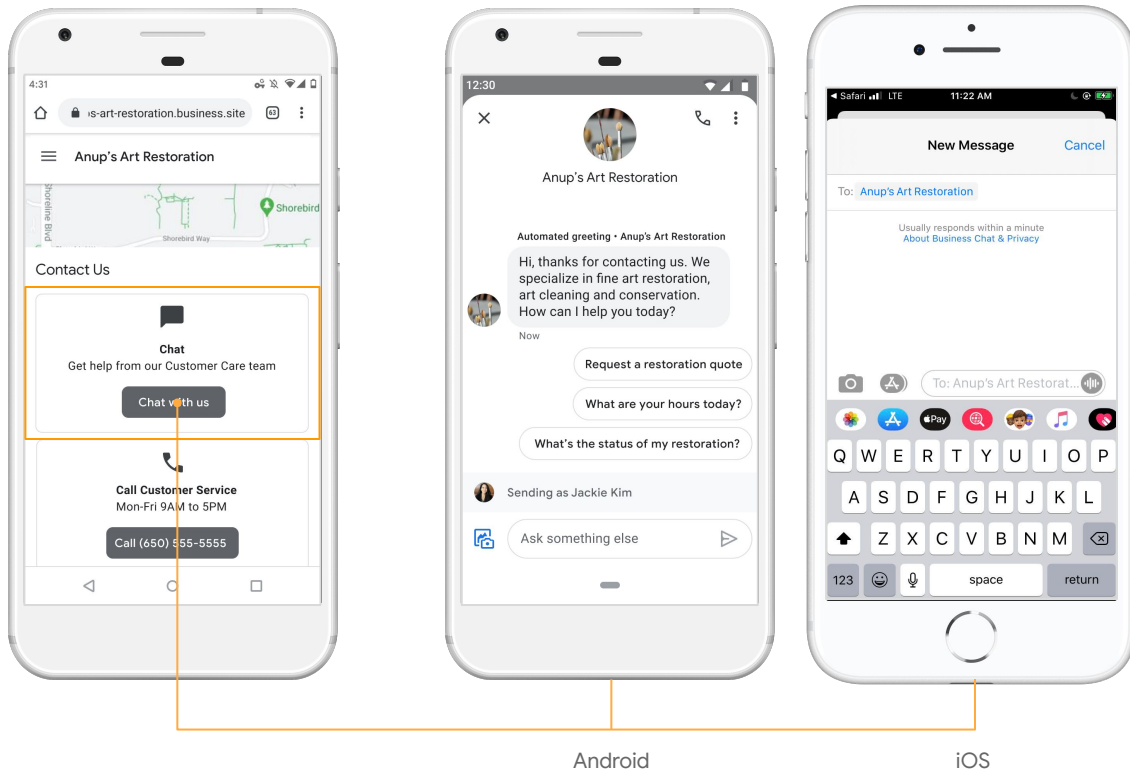 4:31
ıs-art-restoration.business.site
63
Anup's Art Restoration
Shoreline Blvd
Shorebird
Shorebird Way
Contact Us
Chat
Get help from our Customer Care team
Chat with us
Call Customer Service
Mon-Fri 9AM to 5PM
Call (650) 555-5555
12:30
Anup's Art Restoration
Automated greeting • Anup's Art Restoration
Hi, thanks for contacting us. We
specialize in fine art restoration,
art cleaning and conservation.
How can I help you today?
Now
Request a restoration quote
What are your hours today?
What's the status of my restoration?
Sending as Jackie Kim
Ask something else
Safari LTE 11:22 AM
New Message Cancel
To: Anup's Art Restoration
Usually responds within a minute
About Business Chat & Privacy
To: Anup's Art Restorat...
Pay
Q W E R T Y U I O P
A S D F G H J K L
Z X C V B N M
123 space return
Android
iOS